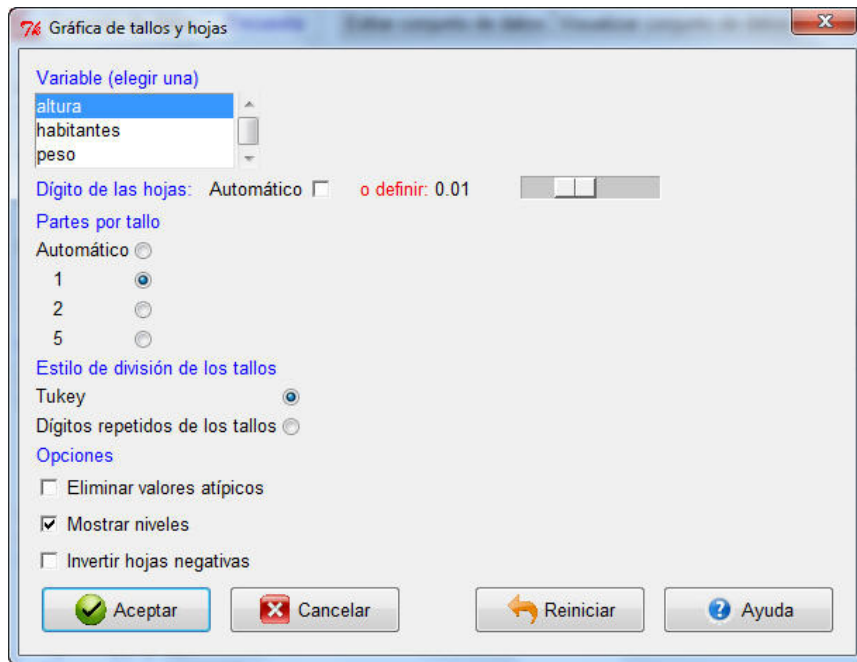 Gráfica de tallos y hojas
Variable (elegir una)
altura
habitantes
peso
Dígito de las hojas: Automático o definir: 0.01
Partes por tallo
Automático
1
2
5
Estilo de división de los tallos
Tukey
Dígitos repetidos de los tallos
Opciones
Eliminar valores atípicos
Mostrar niveles
Invertir hojas negativas
Aceptar Cancelar Reiniciar Ayuda